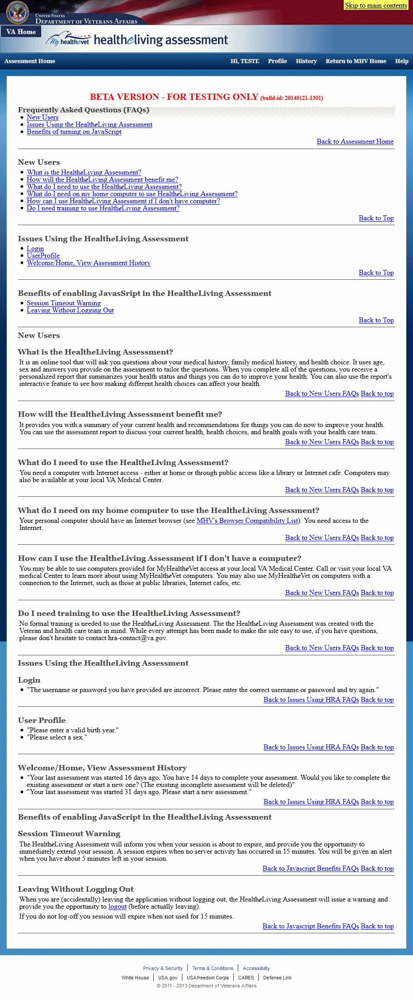 Skip to main contents
United States
Department of Veterans Affairs
VA Home
My healthevet healtheliving assessment
Assessment Home Hi, TESTE Profile History Return to MHV Home Help
BETA VERSION - FOR TESTING ONLY (build-id: 20140121-1301)
Frequently Asked Questions (FAQs)
New Users
Issues Using the HealtheLiving Assessment
Benefits of turning on JavaScript
Back to Assessment Home
New Users
What is the HealtheLiving Assessment?
How will the HealtheLiving Assessment benefit me?
What do I need to use the HealtheLiving Assessment?
What do I need on my home computer to use HealtheLiving Assessment?
How can I use HealtheLiving Assessment if I don't have computer?
Do I need training to use HealtheLiving Assessment?
Back to Top
Issues Using the HealtheLiving Assessment
Login
UserProfile
Welcome/Home, View Assessment History
Back to Top
Benefits of enabling JavasSript in the HealtheLiving Assessment
Session Timeout Warning
Leaving Without Logging Out
Back to Top
New Users
What is the HealtheLiving Assessment?
It is an online tool that will ask you questions about your medical history, family medical history, and health choice. It uses age,
sex and answers you provide on the assessment to tailor the questions. When you complete all of the questions, you receive a
personalized report that summarizes your health status and things you can do to improve your health. You can also use the report's
interactive feature to see how making different health choices can affect your health.
Back to New Users FAQs Back to top
How will the HealtheLiving Assessment benefit me?
It provides you with a summary of your current health and recommendations for things you can do now to improve your health.
You can use the assessment report to discuss your current health, health choices, and health goals with your health care team.
Back to New Users FAQs Back to top
What do I need to use the HealtheLiving Assessment?
You need a computer with Internet access - either at home or through public access like a library or Internet cafe. Computers may
also be available at your local VA Medical Center.
Back to New Users FAQs Back to top
What do I need on my home computer to use the HealtheLiving Assessment?
Your personal computer should have an Internet browser (see MHV's Browser Compatibility List). You need access to the
Internet.
Back to New Users FAQs Back to top
How can I use the HealtheLiving Assessment if I don't have a computer?
You may be able to use computers provided for MyHealtheVet access at your local VA Medical Center. Call or visit your local VA
medical Center to learn more about using MyHealtheVet computers. You may also use MyHealtheVet on computers with a
connection to the Internet, such as those at public libraries, Internet cafes, etc.
Back to New Users FAQs Back to top
Do I need training to use the HealtheLiving Assessment?
No formal training is needed to use the HealtheLiving Assessment. The the HealtheLiving Assessment was created with the
Veteran and health care team in mind. While every attempt has been made to make the site easy to use, if you have questions,
please don't hesitate to contact hra-contact@va.gov.
Back to New Users FAQs Back to top
Issues Using the HealtheLiving Assessment
Login
"The username or password you have provided are incorrect. Please enter the correct username or password and try again."
Back to Issues Using HRA FAQs Back to top
User Profile
"Please enter a valid birth year."
"Please select a sex."
Back to Issues Using HRA FAQs Back to top
Welcome/Home, View Assessment History
"Your last assessment was started 16 days ago. You have 14 days to complete your assessment. Would you like to complete the
existing assessment or start a new one? (The existing incomplete assessment will be deleted)"
"Your last assessment was started 31 days ago. Please start a new assessment."
Back to Issues Using HRA FAQs Back to top
Benefits of enabling JavaScript in the HealtheLiving Assessment
Session Timeout Warning
The HealtheLiving Assessment will inform you when your session is about to expire, and provide you the opportunity to
immediately extend your session. A session expires when no server activity has occurred in 15 minutes. You will be given an alert
when you have about 5 minutes left in your session.
Back to Javascript Benefits FAQs Back to top
Leaving Without Logging Out
When you are (accidentally) leaving the application without logging out, the HealtheLiving Assessment will issue a warning and
provide you the opportunity to logout (before actually leaving).
If you do not log-off you session will expire when not used for 15 minutes.
Back to Javascript Benefits FAQs Back to top
Privacy & Security Terms & Conditions Accessibility
White House USA.gov USAfreedom Corps CARES Defense Link
© 2011 - 2013 Department of Veterans Affairs